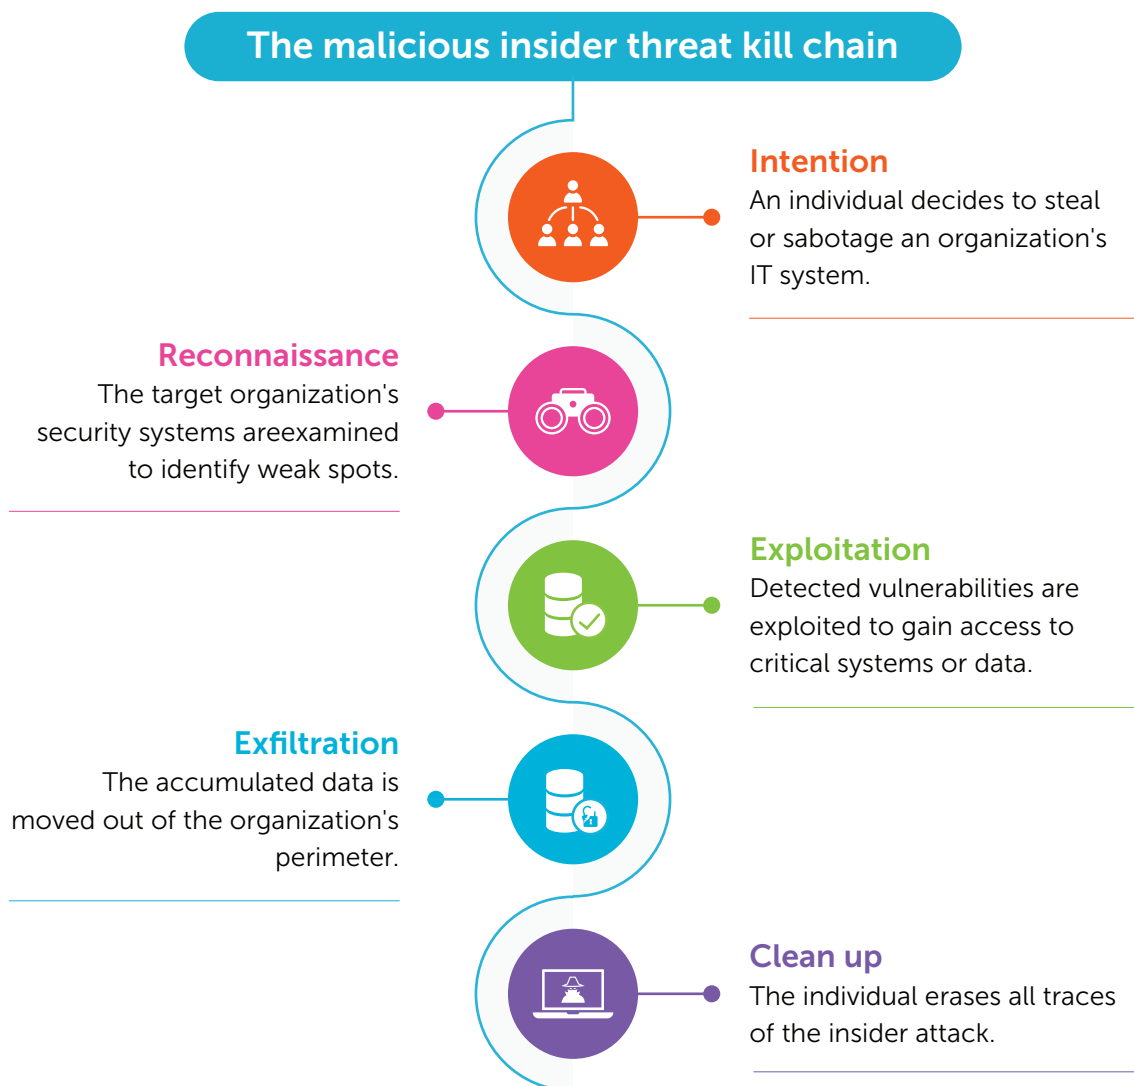 The malicious insider threat kill chain
Intention
An individual decides to steal
or sabotage an organization's
IT system.
Reconnaissance
The target organization's
security systems areexamined
to identify weak spots.
Exploitation
Detected vulnerabilities are
exploited to gain access to
critical systems or data.
Exfiltration
The accumulated data is
moved out of the organization's
perimeter.
Clean up
The individual erases all traces
of the insider attack.